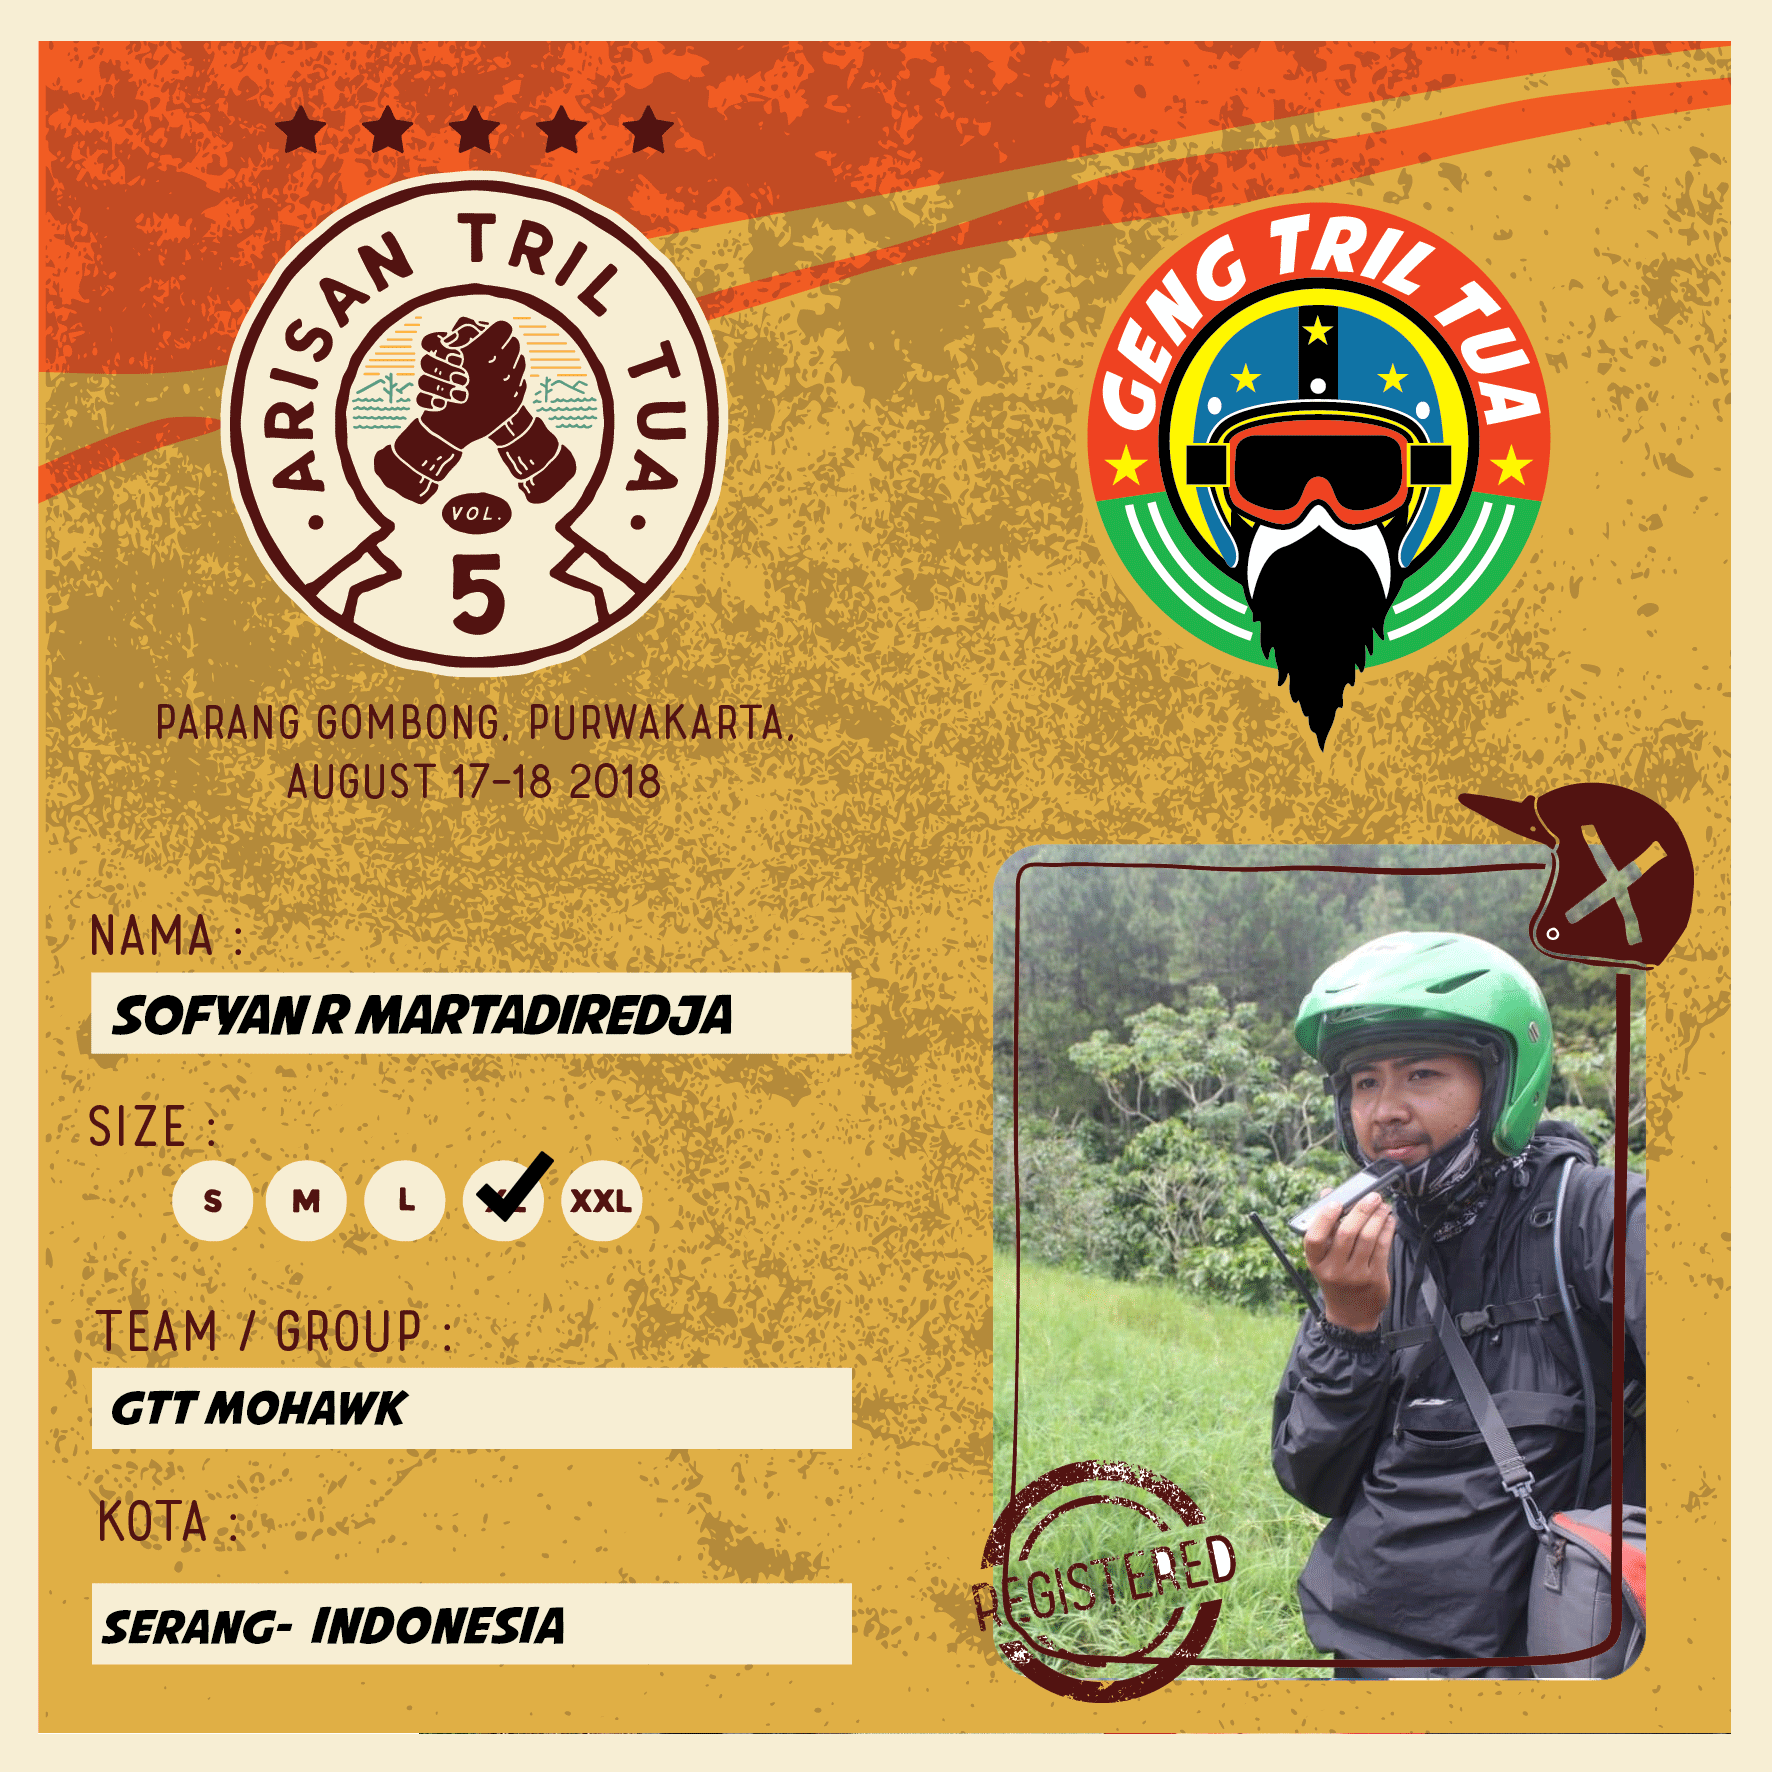 ARISAN TRIL TUA
VOL.
5
GENG TRIL TUA
PARANG GOMBONG, PURWAKARTA,
AUGUST 17-18 2018
NAMA :
SOFYAN R MARTADIREDJA
SIZE :
S M L XL XXL
TEAM / GROUP :
GTT MOHAWK
KOTA :
SERANG- INDONESIA
REGISTERED